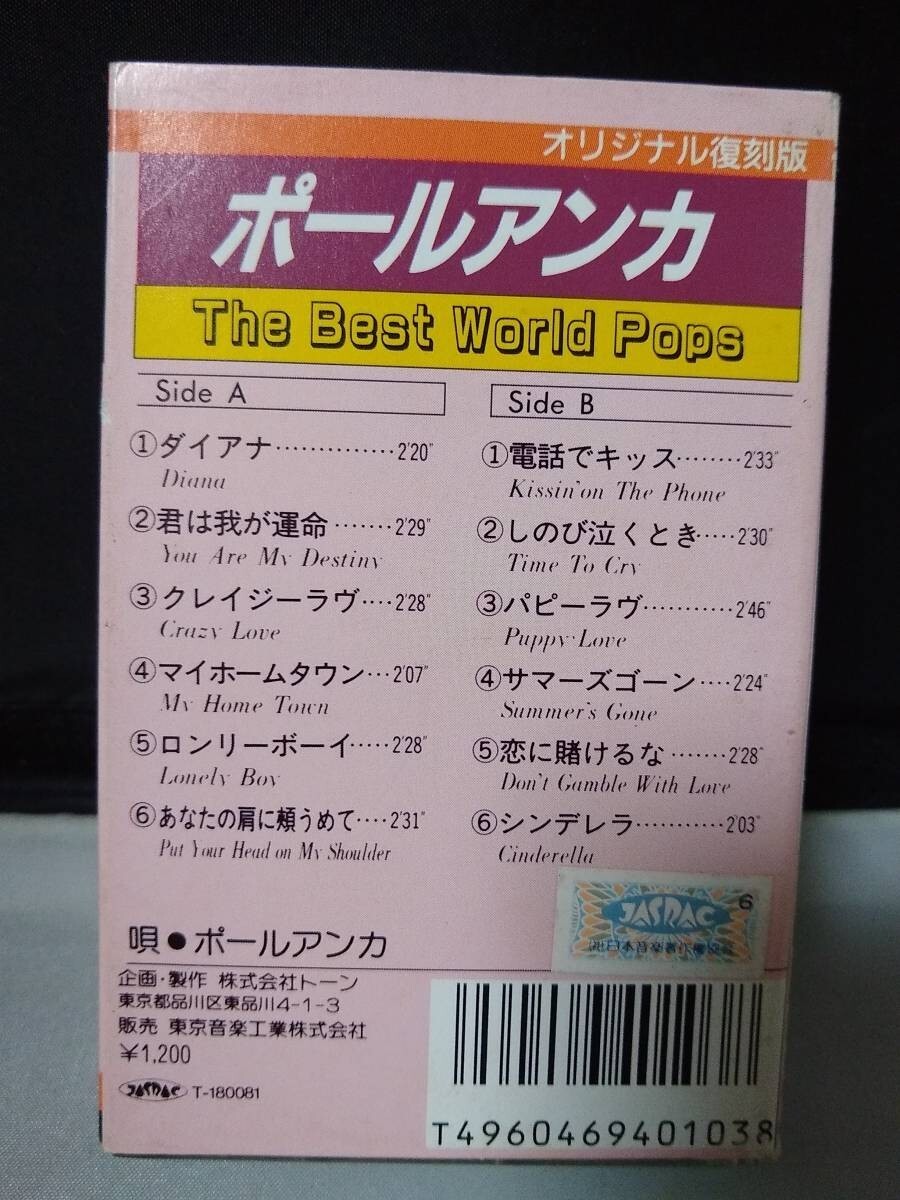 オリジナル復刻版
ポールアンカ
The Best World Pops
Side A
①ダイアナ・・・・・・・・・・・・・2'20"
Diana
②君は我が運命・・・・・・・2'29"
You Are My Destiny
③クレイジーラヴ・・・・2'28"
Crazy Love
④マイホームタウン・・・2'07"
My Home Town
⑤ロンリーボーイ・・・・・2'28"
Lonely Boy
⑥あなたの肩に頬うめて・・・・2'31"
Put Your Head on My Shoulder
Side B
①電話でキッス・・・・・・・・2'33"
Kissin'on The Phone
②しのび泣くとき・・・・・2'30"
Time To Cry
③パピーラヴ・・・・・・・・・・・2'46"
Puppy Love
④サマーズゴーン・・・・2'24"
Summer's Gone
⑤恋に賭けるな・・・・・・・2'28"
Don't Gamble With Love
⑥シンデレラ・・・・・・・・・・・2'03"
Cinderella
6
JASRAC
唄●ポールアンカ
企画・製作 株式会社トーン
東京都品川区東品川4-1-3
販売 東京音楽工業株式会社
¥1,200
JASRAC T-180081
T4960469401038